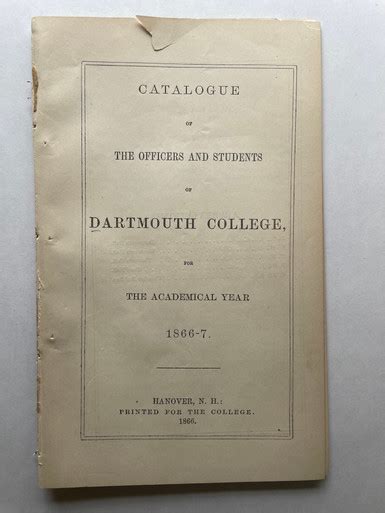 CATALOGUE
OF
THE OFFICERS AND STUDENTS
OF
DARTMOUTH COLLEGE,
FOR
THE ACADEMICAL YEAR
1866-7.
HANOVER, N. H.:
PRINTED FOR THE COLLEGE.
1866.